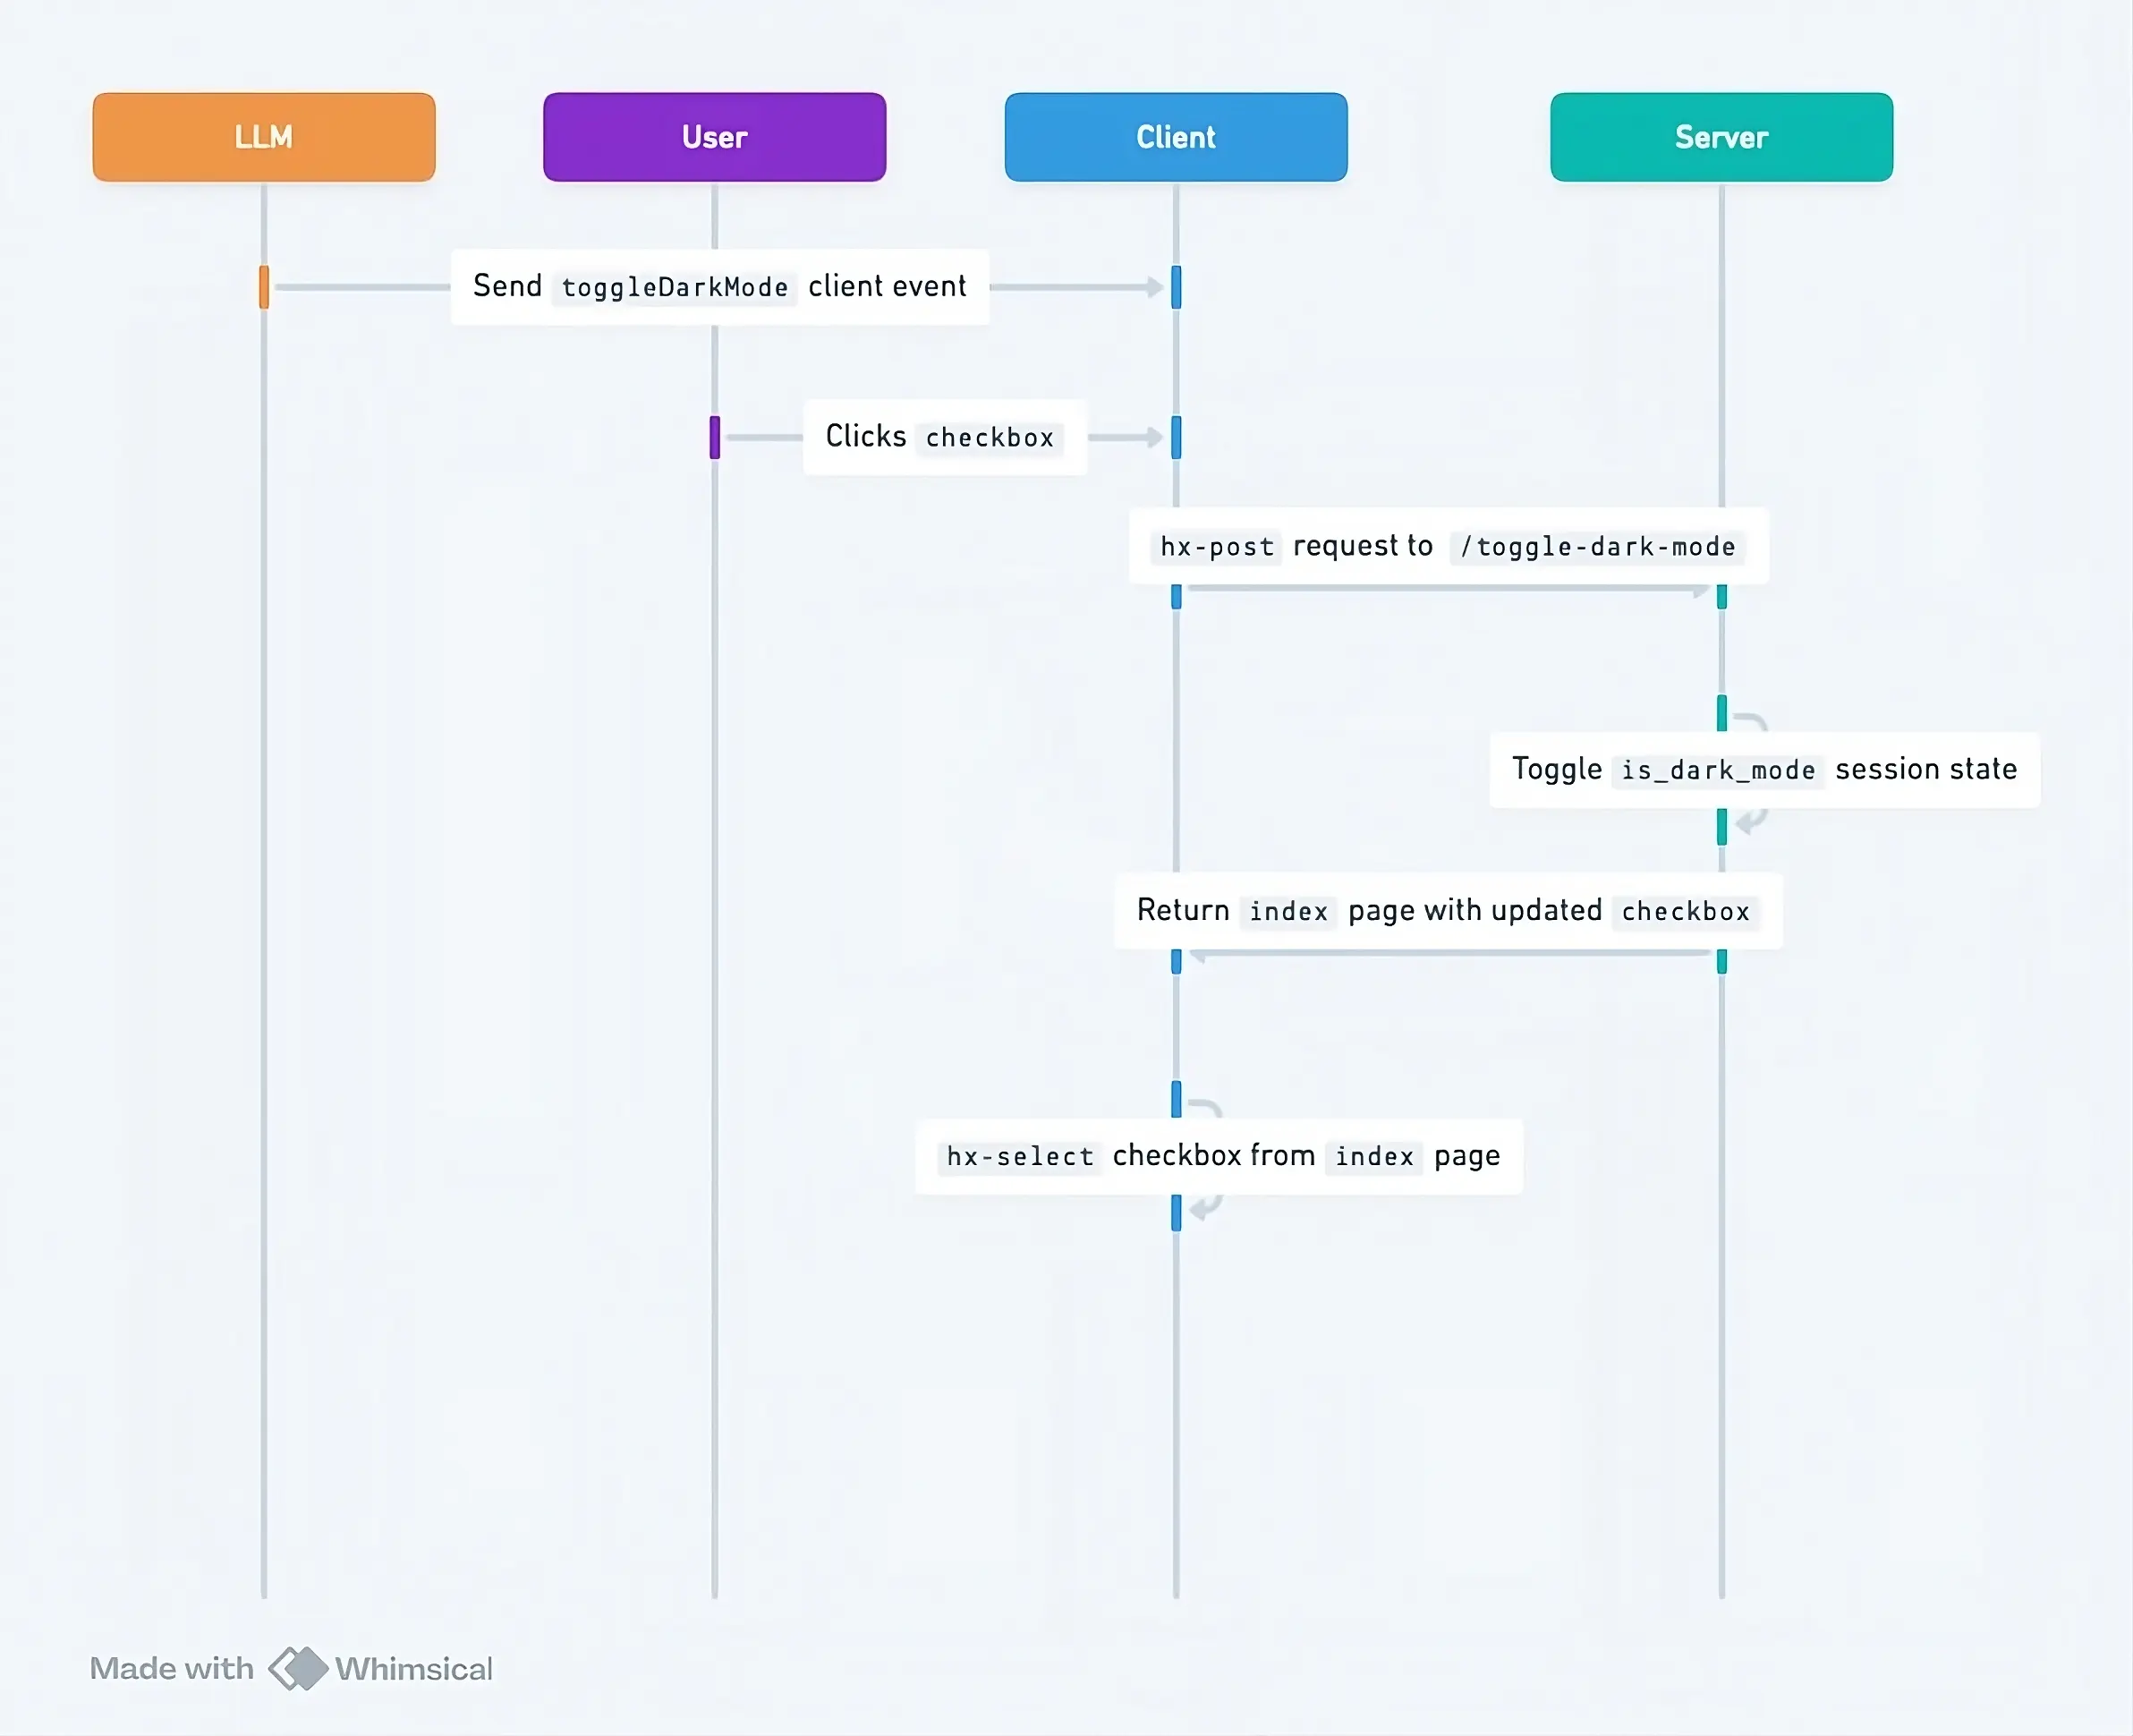 LLM
User
Client
Server
Send toggleDarkMode client event
Clicks checkbox
hx-post request to /toggle-dark-mode
Toggle is_dark_mode session state
Return index page with updated checkbox
hx-select checkbox from index page
Made with Whimsical